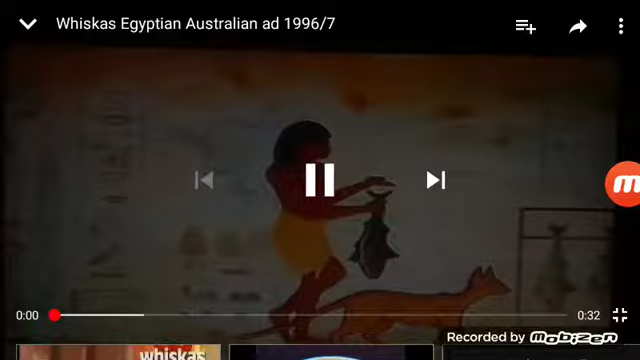 Whiskas Egyptian Australian ad 1996/7
0:00
0:32
Recorded by Mobizen
whiskas